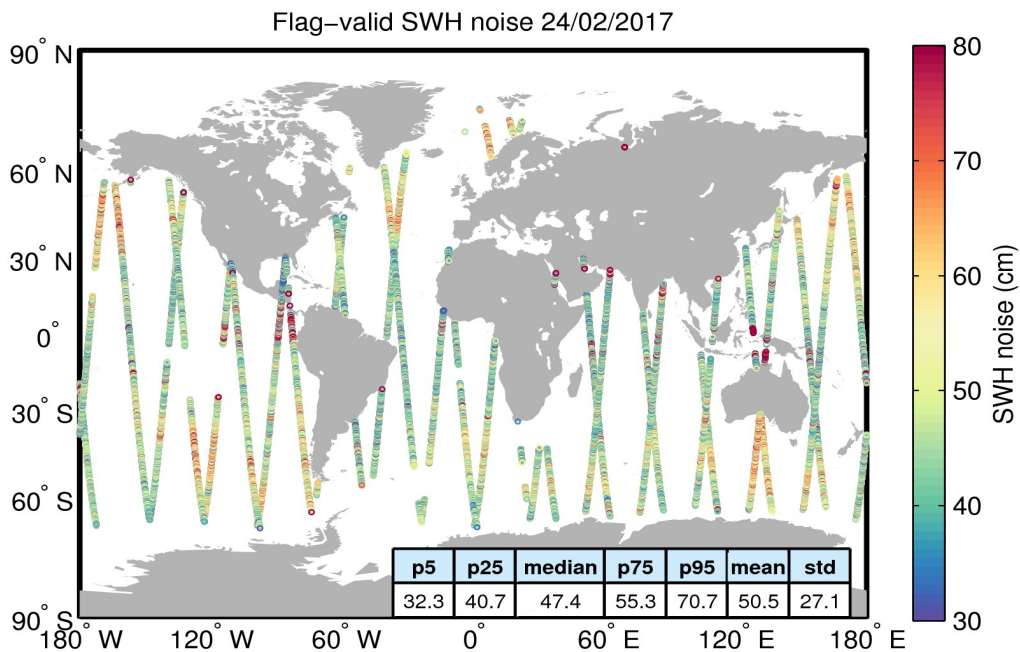 Flag−valid SWH noise 24/02/2017
90° N
60° N
30° N
0°
30° S
60° S
90° S
180° W
120° W
60° W
0°
60° E
120° E
180° E
p5 p25 median p75 p95 mean std
32.3 40.7 47.4 55.3 70.7 50.5 27.1
80
70
60
50
40
30
SWH noise (cm)